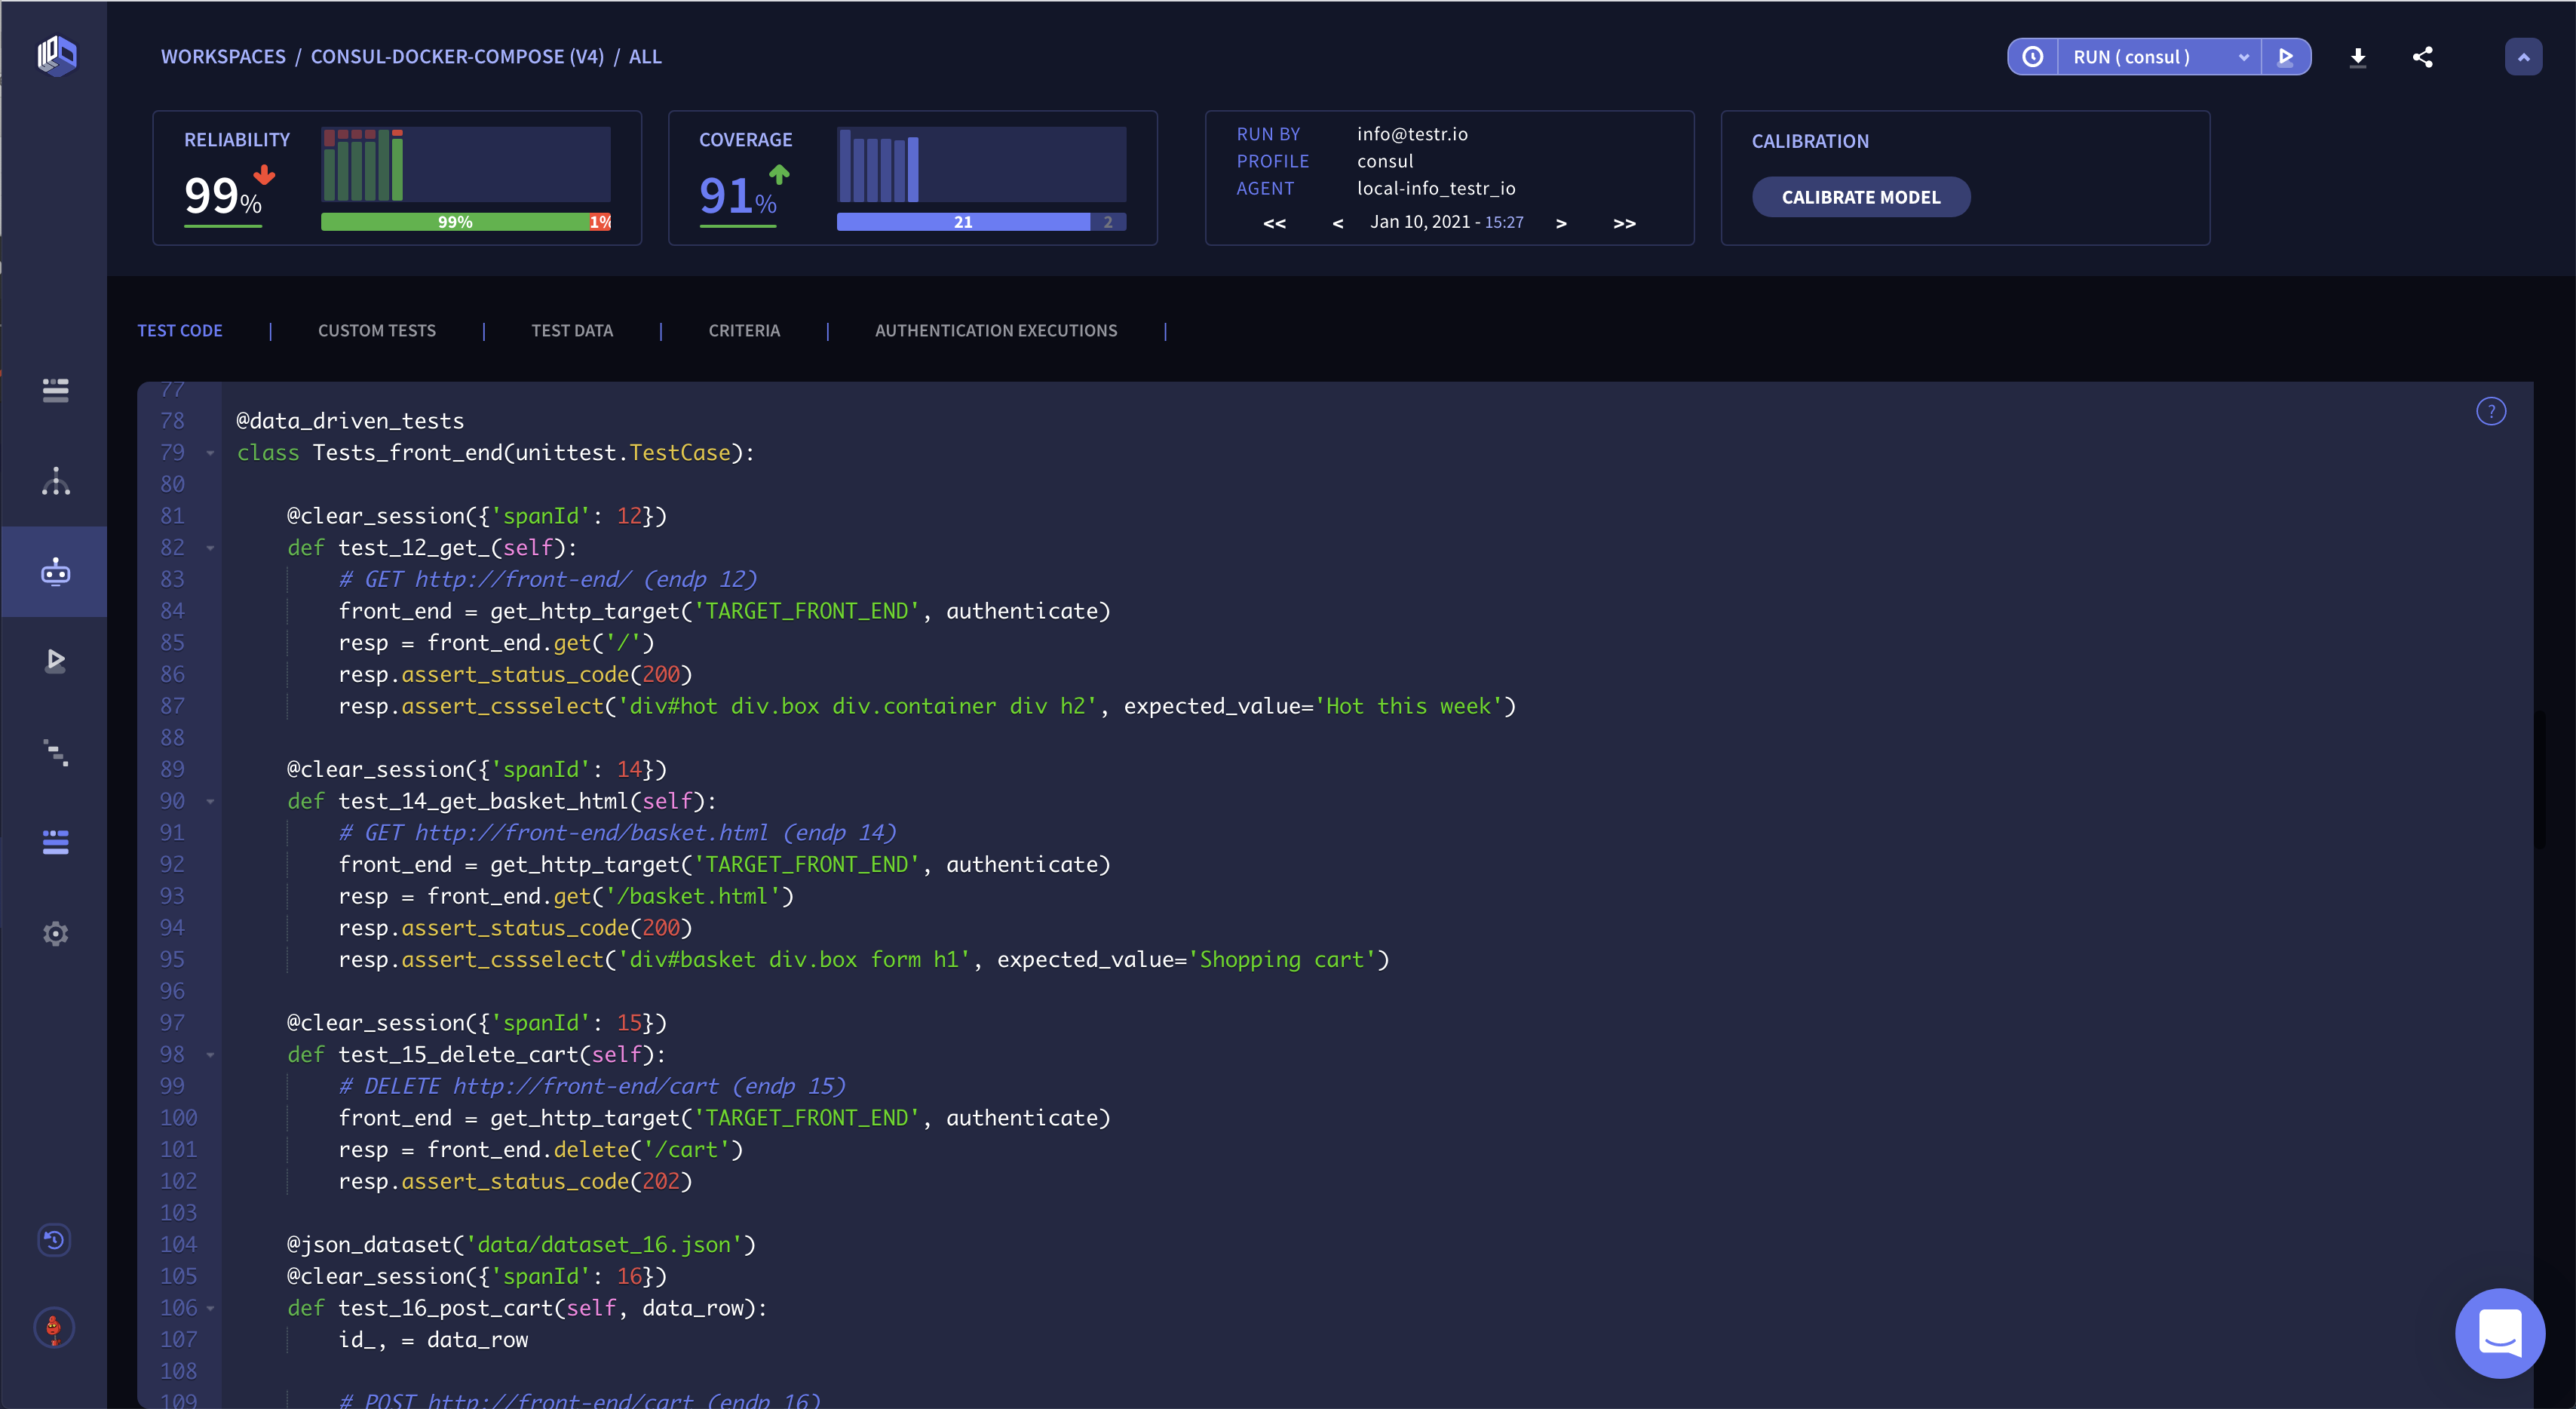 WORKSPACES / CONSUL-DOCKER-COMPOSE (V4) / ALL
RUN ( consul )
RELIABILITY
99%
99%
1%
COVERAGE
91%
21
2
RUN BY info@testr.io
PROFILE consul
AGENT local-info_testr_io
<< < Jan 10, 2021 - 15:27 > >>
CALIBRATION
CALIBRATE MODEL
TEST CODE | CUSTOM TESTS | TEST DATA | CRITERIA | AUTHENTICATION EXECUTIONS |
?
77
78 @data_driven_tests
79 class Tests_front_end(unittest.TestCase):
80
81 @clear_session({'spanId': 12})
82 def test_12_get_(self):
83 # GET http://front-end/ (endp 12)
84 front_end = get_http_target('TARGET_FRONT_END', authenticate)
85 resp = front_end.get('/')
86 resp.assert_status_code(200)
87 resp.assert_cssselect('div#hot div.box div.container div h2', expected_value='Hot this week')
88
89 @clear_session({'spanId': 14})
90 def test_14_get_basket_html(self):
91 # GET http://front-end/basket.html (endp 14)
92 front_end = get_http_target('TARGET_FRONT_END', authenticate)
93 resp = front_end.get('/basket.html')
94 resp.assert_status_code(200)
95 resp.assert_cssselect('div#basket div.box form h1', expected_value='Shopping cart')
96
97 @clear_session({'spanId': 15})
98 def test_15_delete_cart(self):
99 # DELETE http://front-end/cart (endp 15)
100 front_end = get_http_target('TARGET_FRONT_END', authenticate)
101 resp = front_end.delete('/cart')
102 resp.assert_status_code(202)
103
104 @json_dataset('data/dataset_16.json')
105 @clear_session({'spanId': 16})
106 def test_16_post_cart(self, data_row):
107 id_, = data_row
108
109 # POST http://front-end/cart (endp 16)